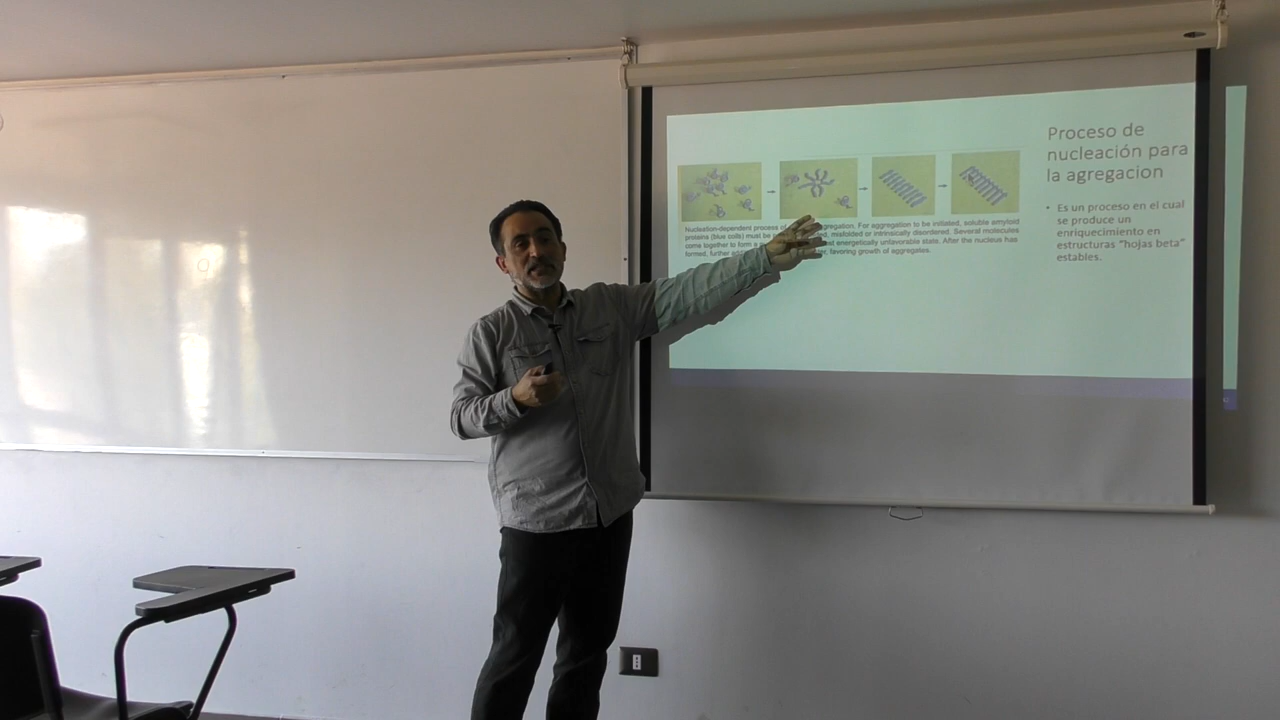 Proceso de
nucleación para
la agregacion
• Es un proceso en el cual
se produce un
enriquecimiento en
estructuras "hojas beta"
estables.
Nucleation-dependent process of aggregation. For aggregation to be initiated, soluble amyloid
proteins (blue coils) must be misfolded or intrinsically disordered. Several molecules
come together to form a energetically unfavorable state. After the nucleus has
formed, further favoring growth of aggregates.